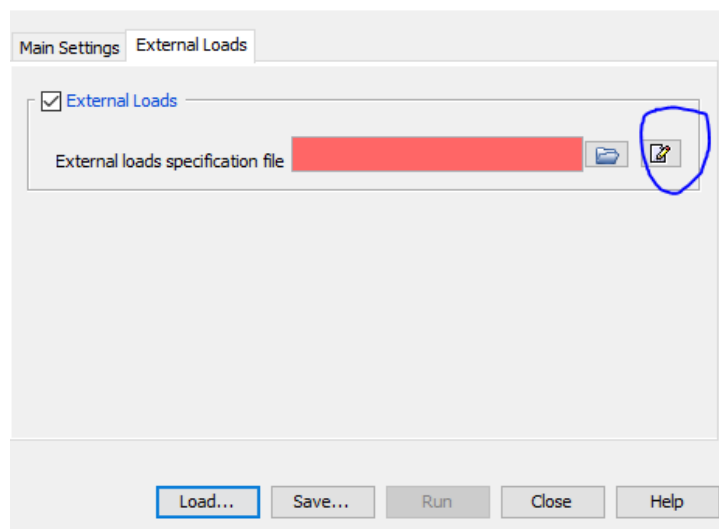 Main Settings External Loads
External Loads
External loads specification file
Load... Save... Run Close Help